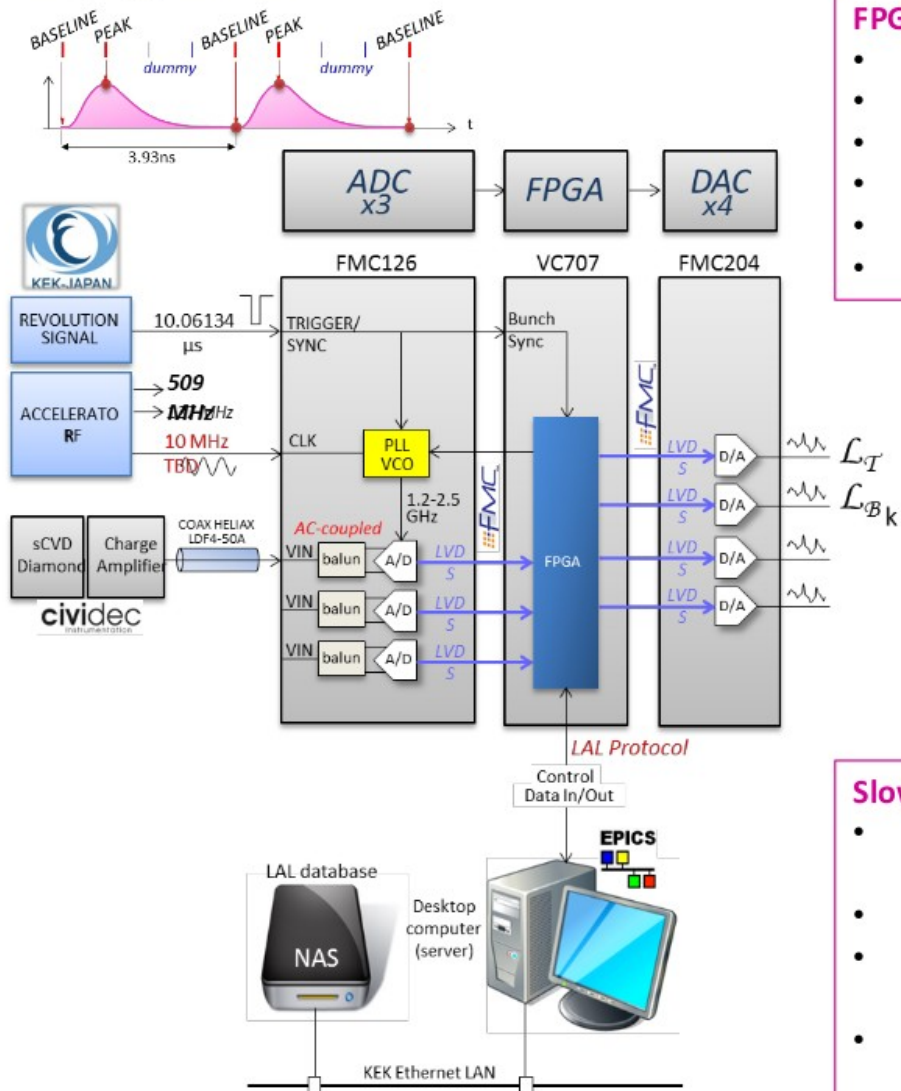 BASELINE PEAK BASELINE PEAK BASELINE
dummy dummy
t
3.93ns
FPG
ADC
x3
FPGA
DAC
x4
KEK-JAPAN
FMC126
VC707
FMC204
REVOLUTION
SIGNAL
10.06134
µs
TRIGGER/
SYNC
Bunch
Sync
ACCELERATO
RF
509
MHz
10 MHz
TBD
CLK
PLL
VCO
1.2-2.5
GHz
FMC
FMC
COAX HELIAX
LDF4-50A
sCVD
Diamond
Charge
Amplifier
cividec
instrumentation
AC-coupled
VIN balun A/D LVD
S
VIN balun A/D LVD
S
VIN balun A/D LVD
S
FPGA
LVD
S
D/A
ℒ𝒯
LVD
S
D/A
ℒℬk
LVD
S
D/A
LVD
S
D/A
LAL Protocol
Control
Data In/Out
EPICS
Slov
LAL database
NAS
Desktop
computer
(server)
KEK Ethernet LAN